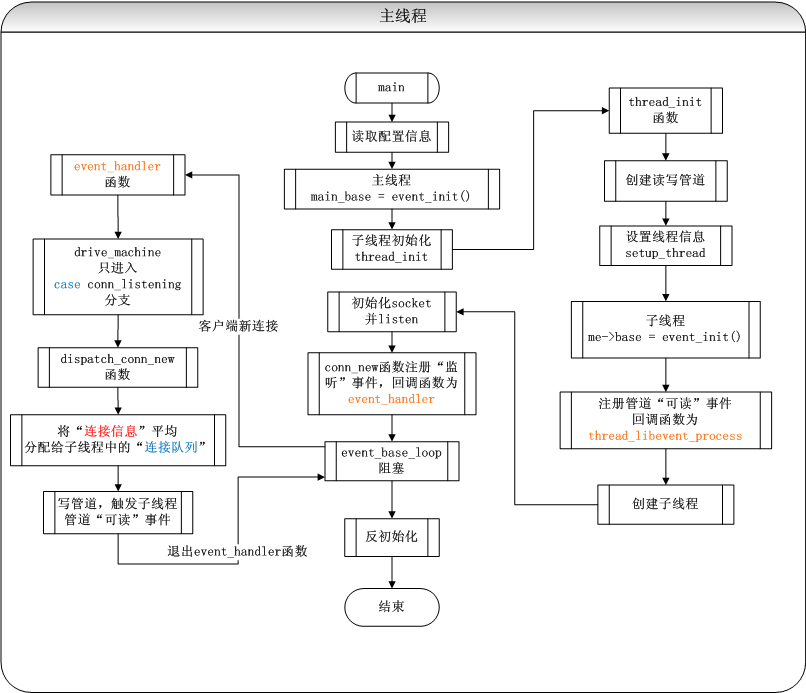 主线程
main
读取配置信息
主线程
main_base = event_init()
子线程初始化
thread_init
thread_init
函数
创建读写管道
设置线程信息
setup_thread
子线程
me->base = event_init()
注册管道“可读”事件
回调函数为
thread_libevent_process
创建子线程
初始化socket
并listen
conn_new函数注册“监
听”事件，回调函数为
event_handler
event_base_loop
阻塞
反初始化
结束
客户端新连接
event_handler
函数
drive_machine
只进入
case conn_listening
分支
dispatch_conn_new
函数
将“连接信息”平均
分配给子线程中的“连接队列”
写管道，触发子线程
管道“可读”事件
退出event_handler函数